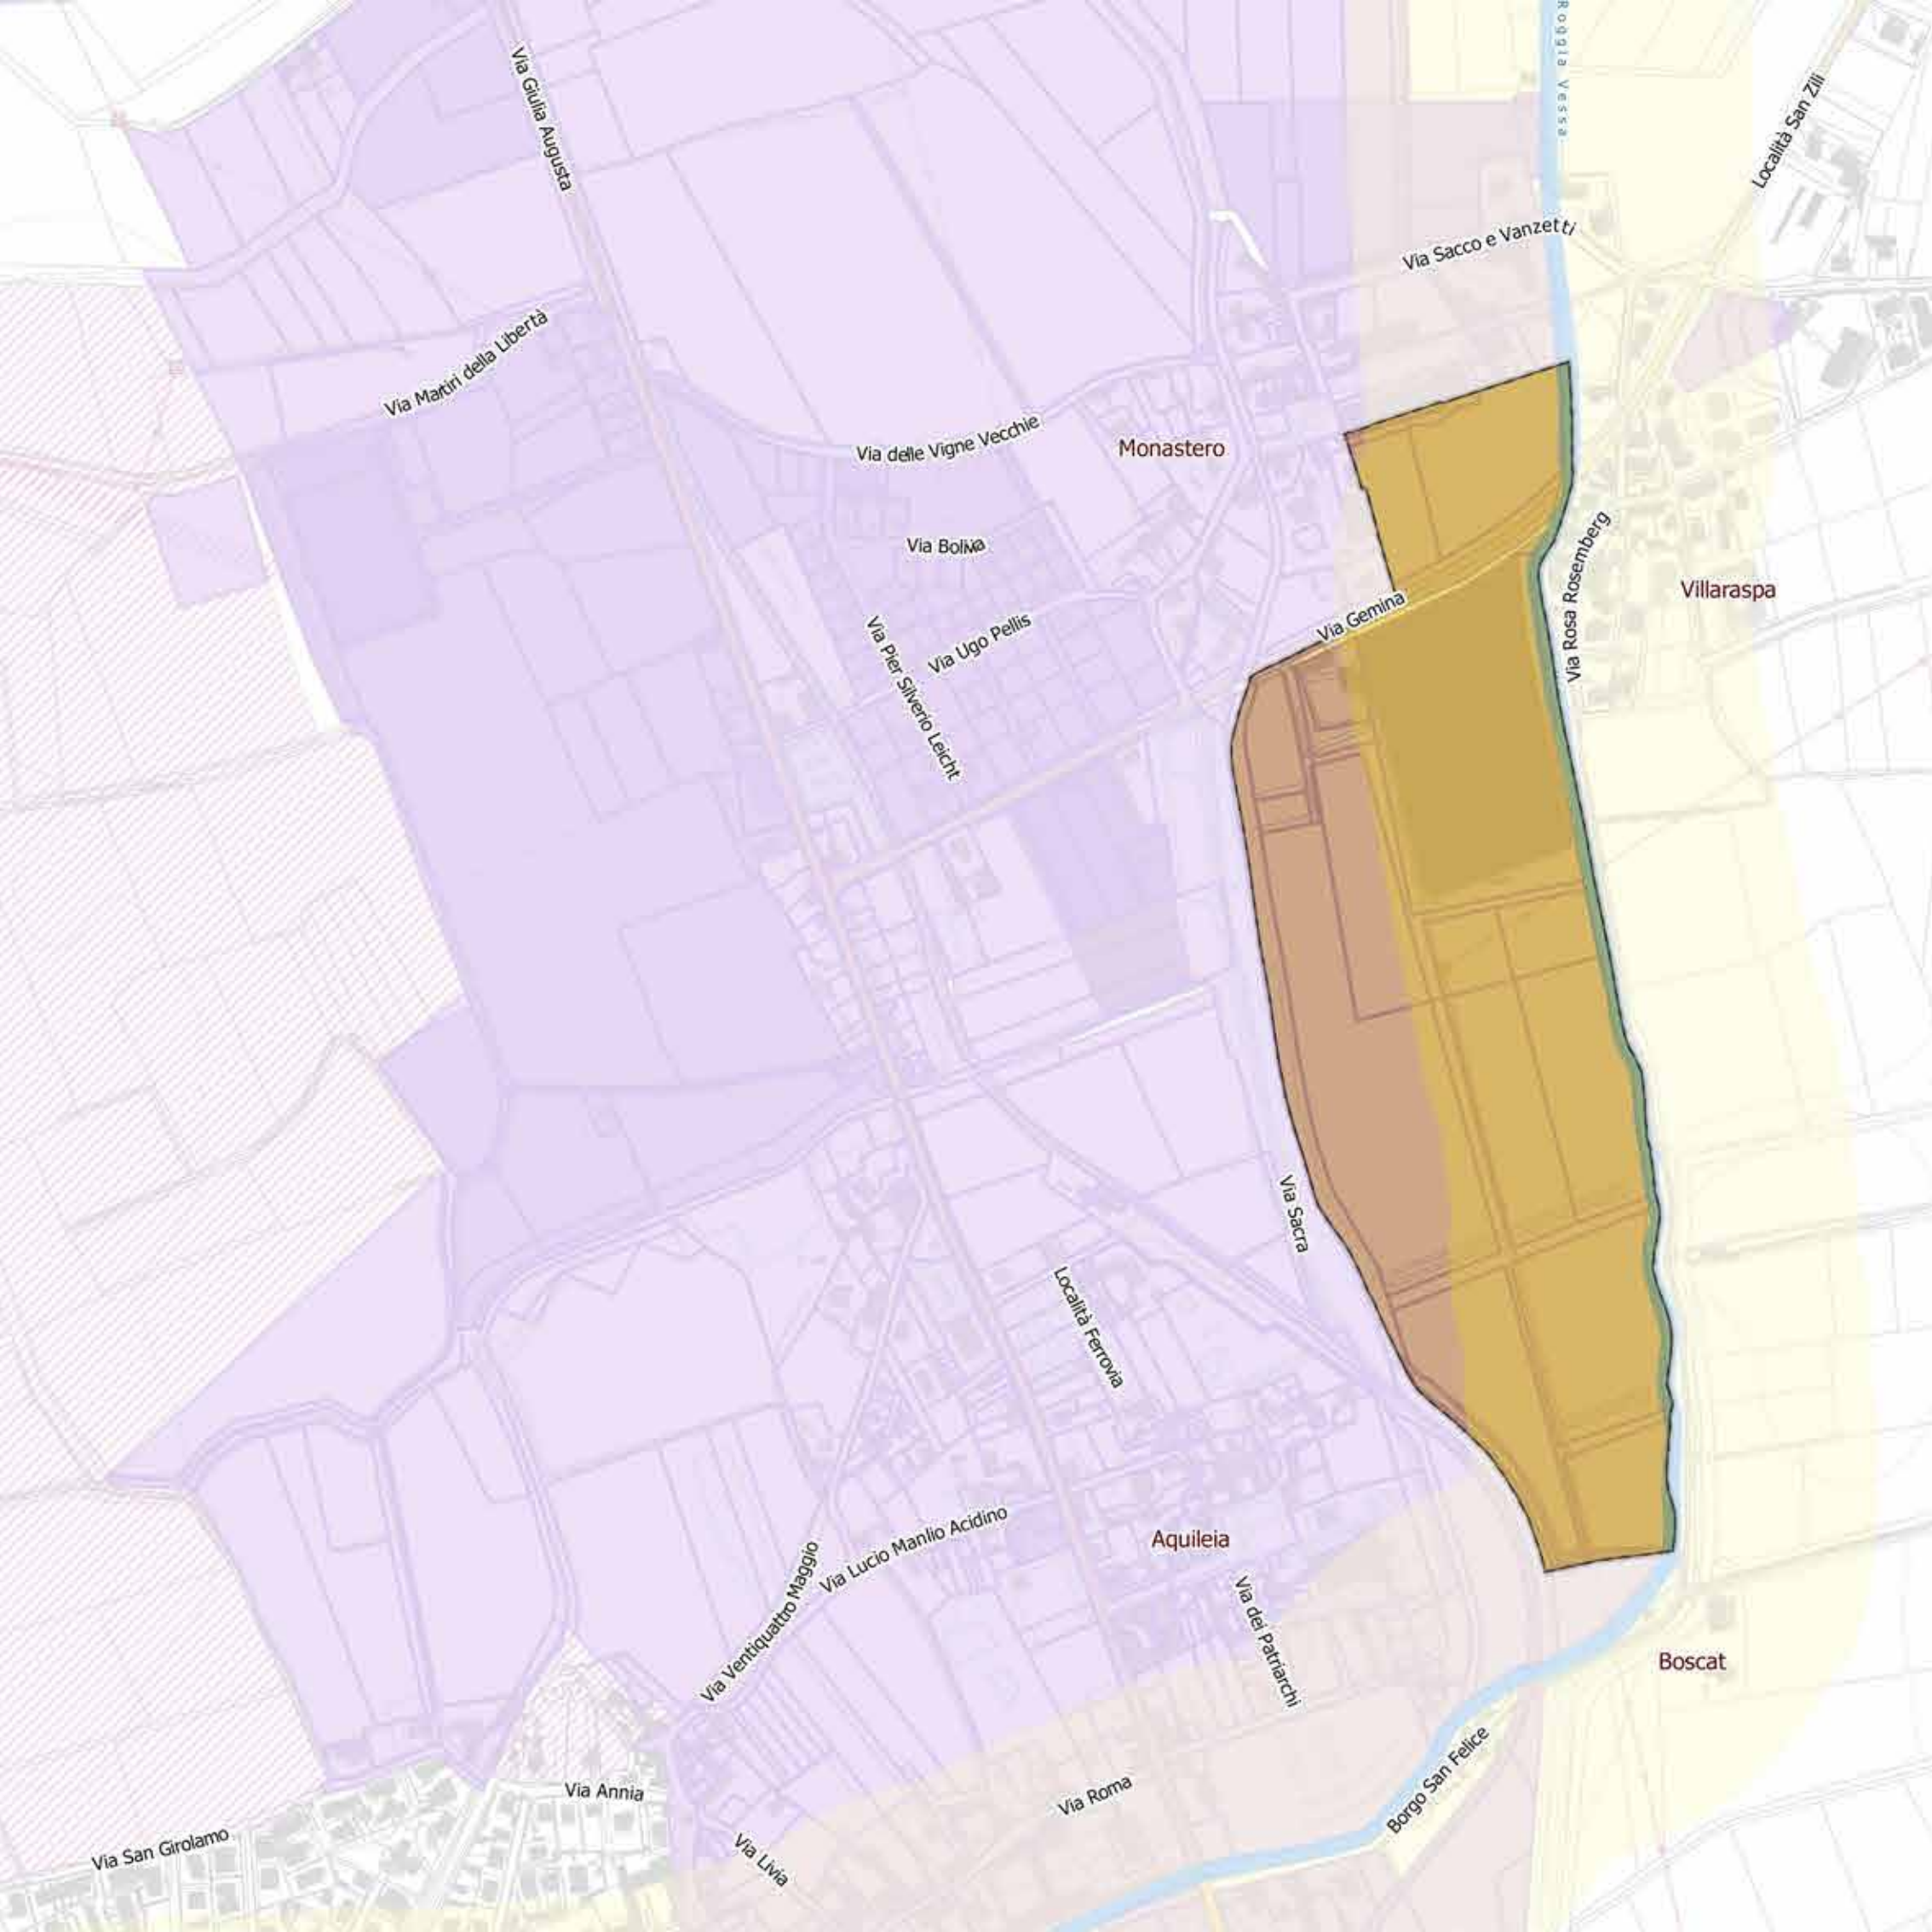 Roggia Vessa
Via Giulia Augusta
Località San Zili
Via Sacco e Vanzetti
Via Martiri della Libertà
Via delle Vigne Vecchie
Monastero
Via Bolivia
Via Rosa Rosemberg
Villaraspa
Via Gemina
Via Ugo Pellis
Via Pier Silverio Leicht
Via Sacra
Località Ferrovia
Via Lucio Manlio Acidino
Aquileia
Via Ventiquattro Maggio
Via dei Patriarchi
Boscat
Via Annia
Via Roma
Borgo San Felice
Via San Girolamo
Via Livia